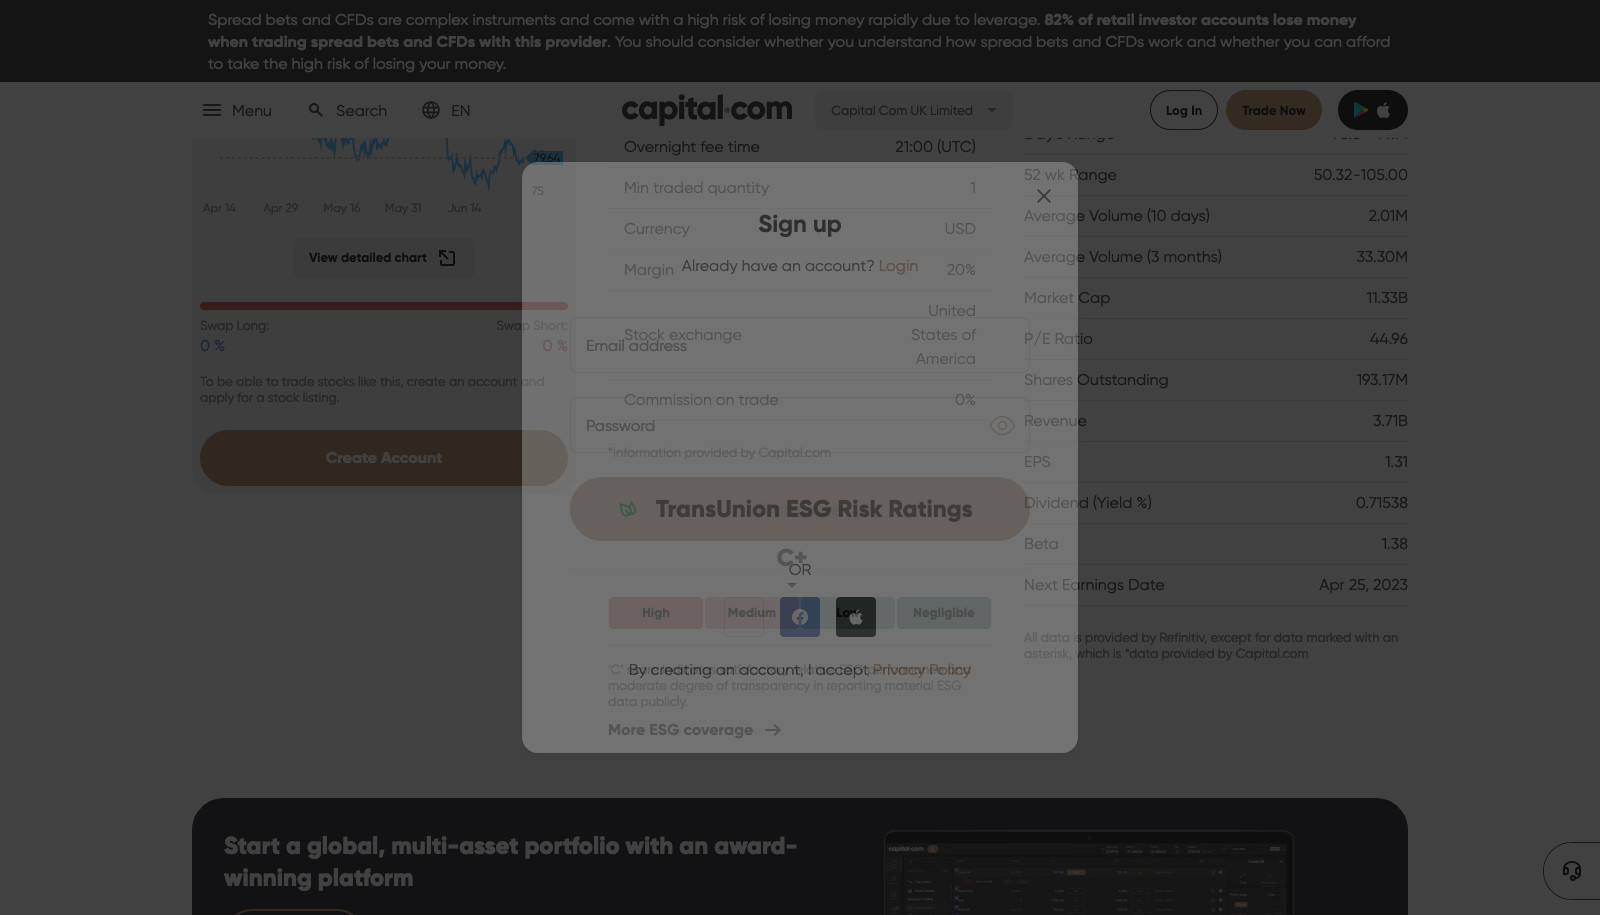 Spread bets and CFDs are complex instruments and come with a high risk of losing money rapidly due to leverage. 82% of retail investor accounts lose money
when trading spread bets and CFDs with this provider. You should consider whether you understand how spread bets and CFDs work and whether you can afford
to take the high risk of losing your money.
Menu
Search
EN
capital.com
Capital Com UK Limited
Log In
Trade Now
79.64
75
Apr 14
Apr 29
May 16
May 31
Jun 14
View detailed chart
Swap Long:
Swap Short:
0 %
0 %
To be able to trade stocks like this, create an account and
apply for a stock listing.
Create Account
Overnight fee time
21:00 (UTC)
Min traded quantity
1
Currency
USD
Margin
20%
Stock exchange
United
States of
America
Commission on trade
0%
*Information provided by Capital.com
TransUnion ESG Risk Ratings
C+
High
Medium
Low
Negligible
moderate degree of transparency in reporting material ESG
data publicly.
More ESG coverage
Sign up
Already have an account? Login
Email address
Password
OR
By creating an account, I accept Privacy Policy
52 wk Range
50.32-105.00
Average Volume (10 days)
2.01M
Average Volume (3 months)
33.30M
Market Cap
11.33B
P/E Ratio
44.96
Shares Outstanding
193.17M
Revenue
3.71B
EPS
1.31
Dividend (Yield %)
0.71538
Beta
1.38
Next Earnings Date
Apr 25, 2023
All data is provided by Refinitiv, except for data marked with an
asterisk, which is *data provided by Capital.com
Start a global, multi-asset portfolio with an award-
winning platform
capital.com